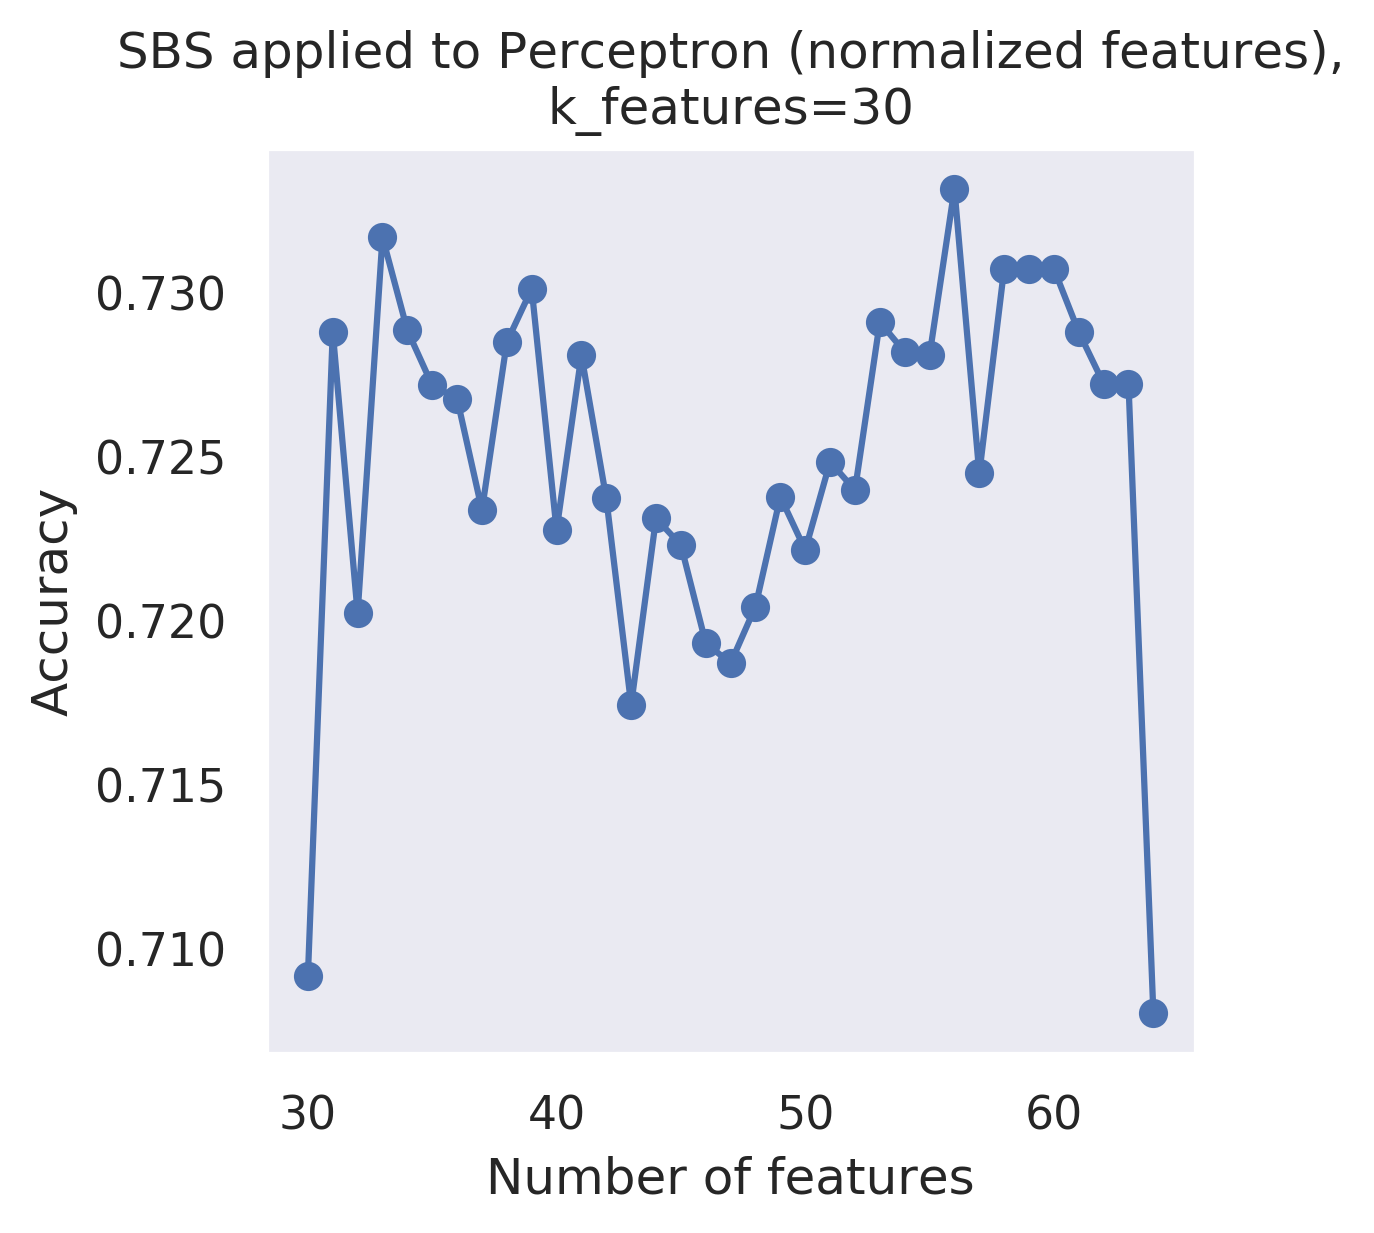 SBS applied to Perceptron (normalized features),
k_features=30
0.730
0.725
0.720
0.715
0.710
Accuracy
30 40 50 60
Number of features